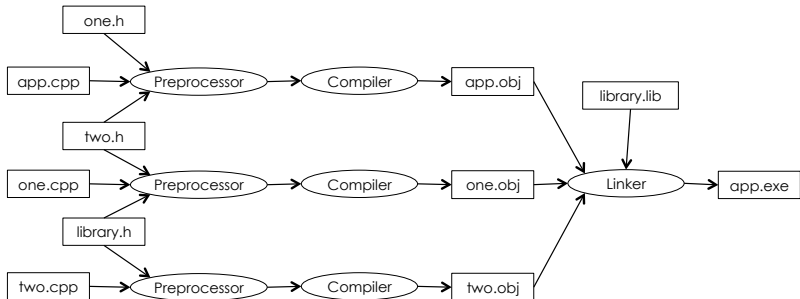 one.h
app.cpp
Preprocessor
Compiler
app.obj
library.lib
two.h
one.cpp
Preprocessor
Compiler
one.obj
Linker
app.exe
library.h
two.cpp
Preprocessor
Compiler
two.obj